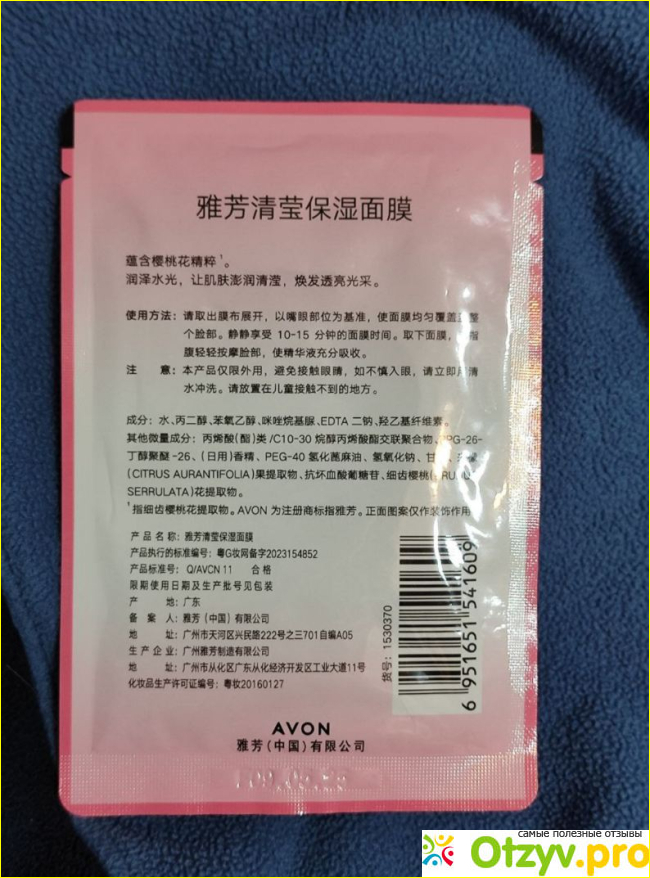 雅芳清莹保湿面膜
蕴含樱桃花精粹¹。
润泽水光，让肌肤澎润清滢，焕发透亮光采。
使用方法：请取出膜布展开，以嘴眼部位为基准，使面膜均匀覆盖 整
个脸部。静静享受 10-15 分钟的面膜时间。取下面膜，
腹轻轻按摩脸部，使精华液充分吸收。
注 意：本产品仅限外用，避免接触眼睛，如不慎入眼，请立即用清
水冲洗。请放置在儿童接触不到的地方。
成分：水、丙二醇、苯氧乙醇、咪唑烷基脲、EDTA 二钠、羟乙基纤维素。
其他微量成分：丙烯酸(酯)类/C10-30 烷醇丙烯酸酯交联聚合物、PPG-26-
丁醇聚醚-26、(日用)香精、PEG-40 氢化蓖麻油、氢氧化钠、
(CITRUS AURANTIFOLIA)果提取物、抗坏血酸葡糖苷、细齿樱桃(
SERRULATA)花提取物。
¹指细齿樱桃花提取物。AVON 为注册商标指雅芳。正面图案仅作装饰作用
产 品 名 称：雅芳清莹保湿面膜
产品执行的标准编号：粤G妆网备字2023154852
产品标准号：Q/AVCN 11 合格
限期使用日期及生产批号见包装
产 地：广东
备 案 人：雅芳（中国）有限公司
地 址：广州市天河区兴民路222号之三701自编A05
生 产 企 业：广州雅芳制造有限公司
地 址：广州市从化区广东从化经济开发区工业大道11号
化妆品生产许可证编号：粤妆20160127
货号：1530370
6 951651 541609
AVON
雅芳（中国）有限公司
самые полезные отзывы
Otzyv.pro